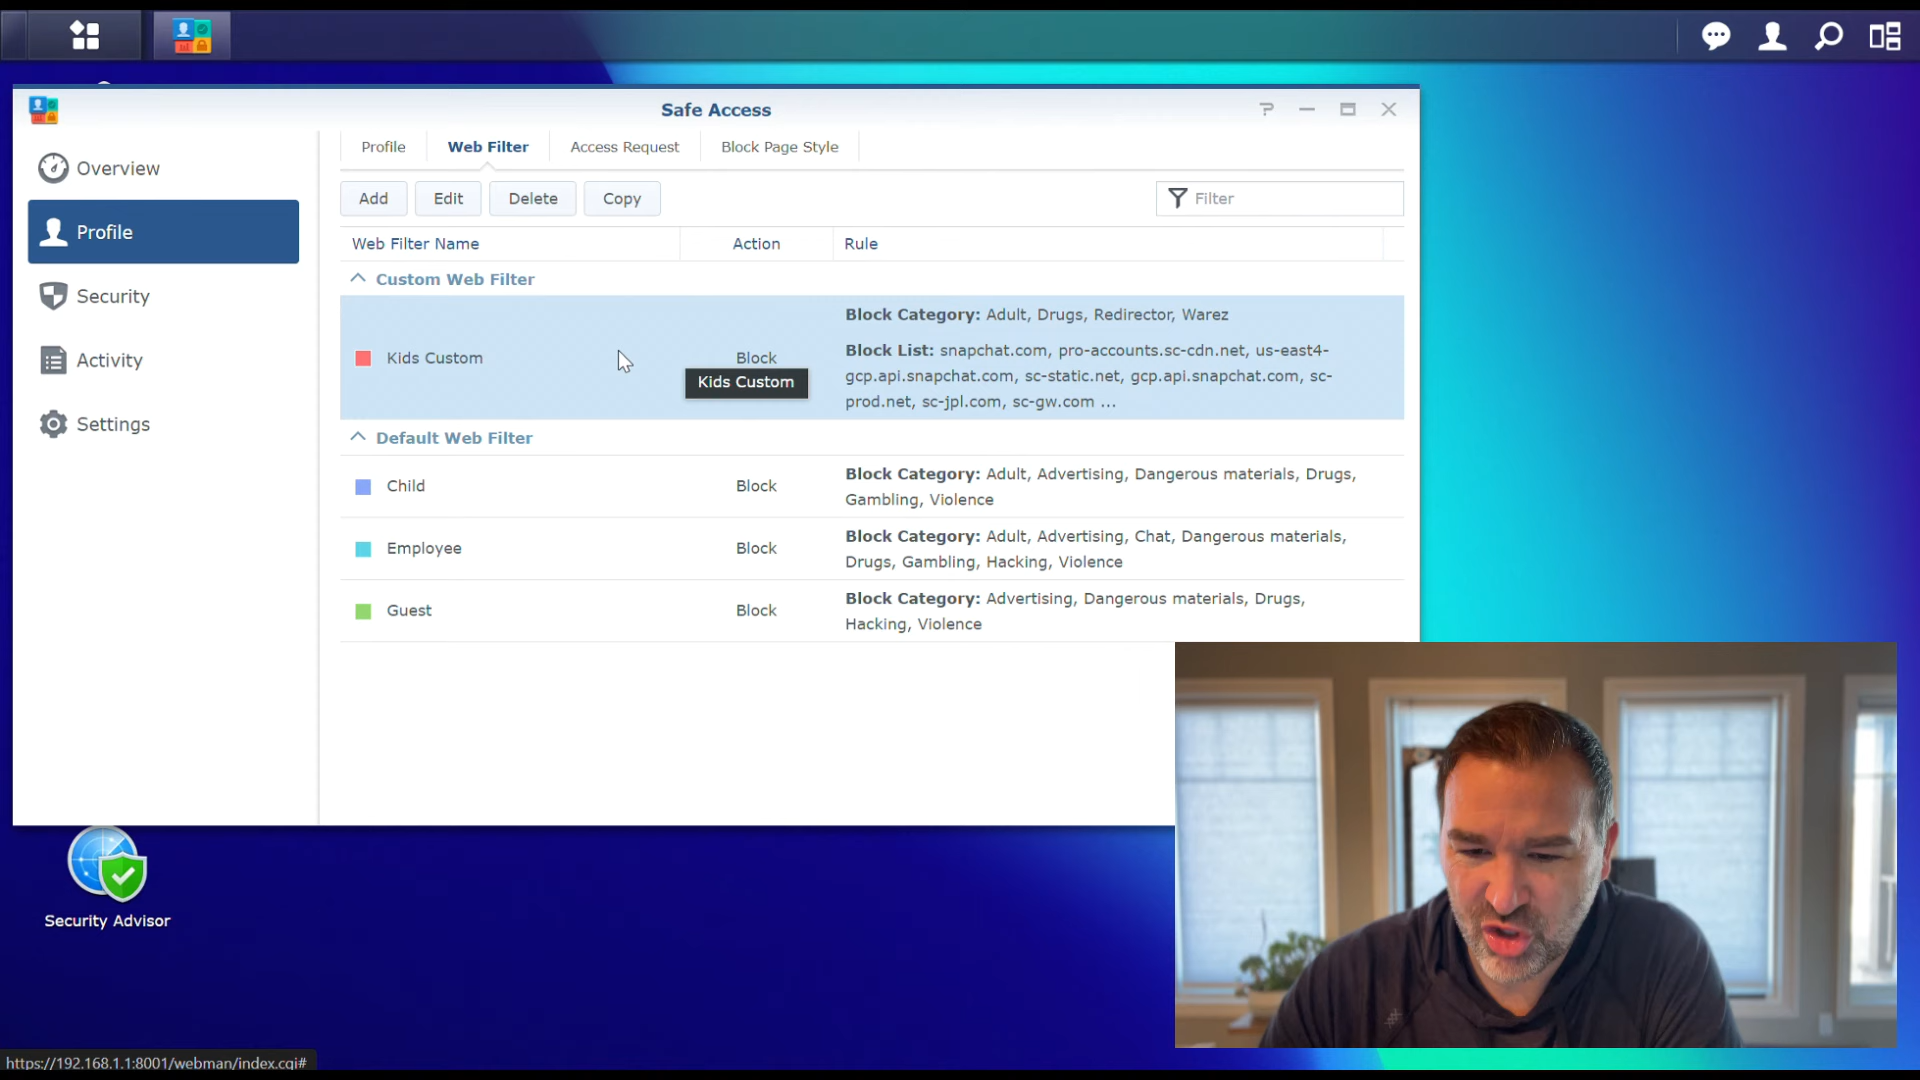 Safe Access
Overview
Profile
Security
Activity
Settings
Profile
Web Filter
Access Request
Block Page Style
Add
Edit
Delete
Copy
Filter
Web Filter Name
Action
Rule
Custom Web Filter
Kids Custom
Block
Kids Custom
Block Category: Adult, Drugs, Redirector, Warez
Block List: snapchat.com, pro-accounts.sc-cdn.net, us-east4-
gcp.api.snapchat.com, sc-static.net, gcp.api.snapchat.com, sc-
prod.net, sc-jpl.com, sc-gw.com ...
Default Web Filter
Child
Block
Block Category: Adult, Advertising, Dangerous materials, Drugs,
Gambling, Violence
Employee
Block
Block Category: Adult, Advertising, Chat, Dangerous materials,
Drugs, Gambling, Hacking, Violence
Guest
Block
Block Category: Advertising, Dangerous materials, Drugs,
Hacking, Violence
Security Advisor
https://192.168.1.1:8001/webman/index.cgi#